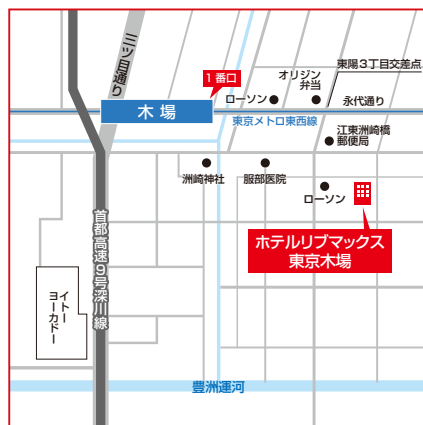 三ツ目通り
東陽3丁目交差点
オリジン
弁当
1番口
ローソン
永代通り
木場
東京メトロ東西線
江東洲崎橋
郵便局
洲崎神社
服部医院
ローソン
ホテルリブマックス
東京木場
首都高速9号深川線
イトー
ヨーカドー
豊洲運河